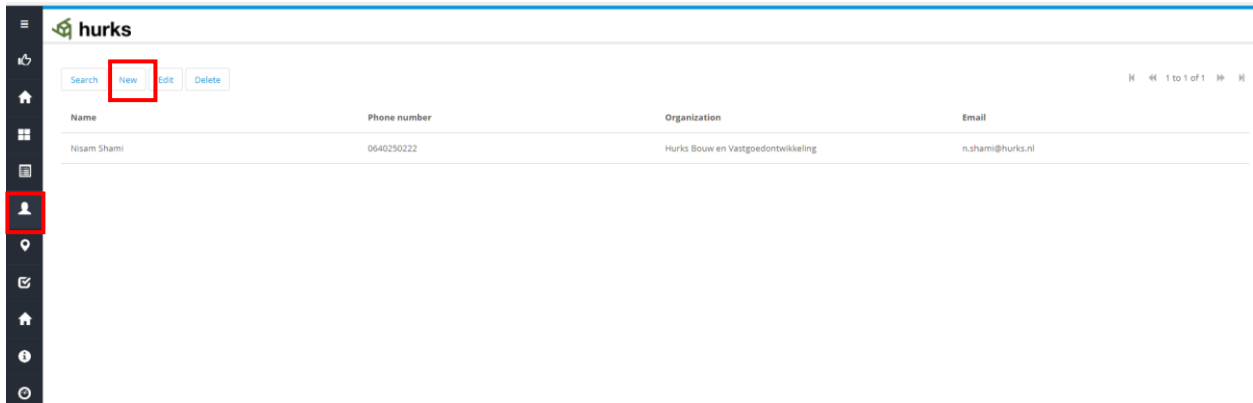 hurks
Search New Edit Delete 1 to 1 of 1
Name Phone number Organization Email
Nisam Shami 0640250222 Hurks Bouw en Vastgoedontwikkeling n.shami@hurks.nl